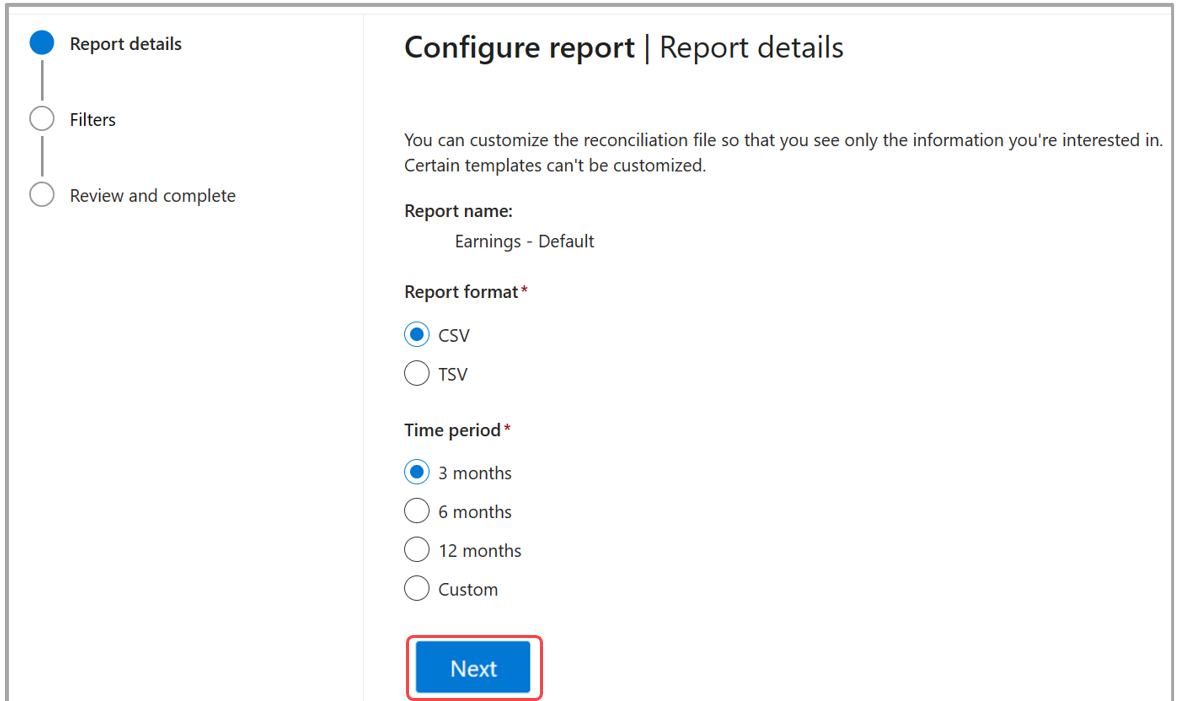 Report details
Filters
Review and complete
Configure report | Report details
You can customize the reconciliation file so that you see only the information you're interested in.
Certain templates can't be customized.
Report name:
Earnings - Default
Report format*
CSV
TSV
Time period*
3 months
6 months
12 months
Custom
Next